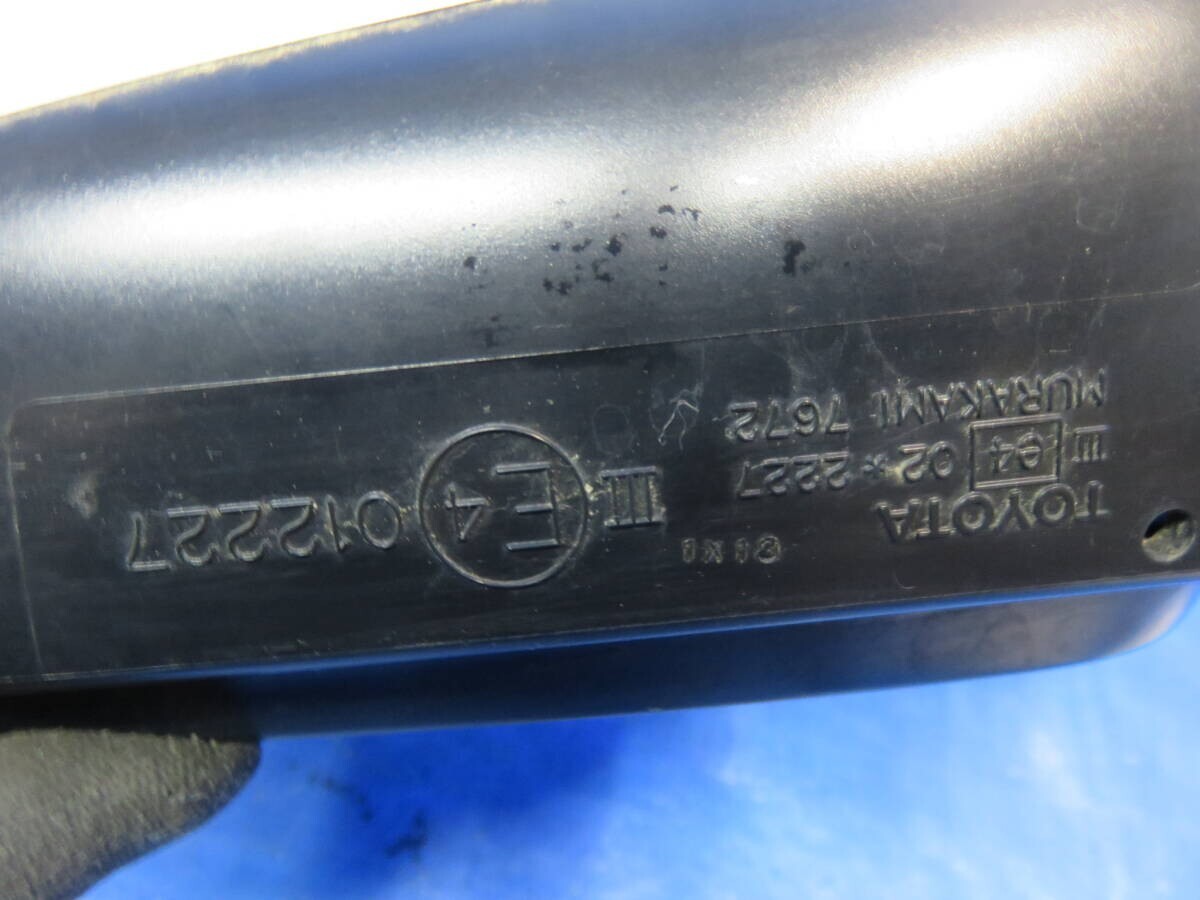 TOYOTA
III e4 02*2227
MURAKAMI 7672
III E4 012227